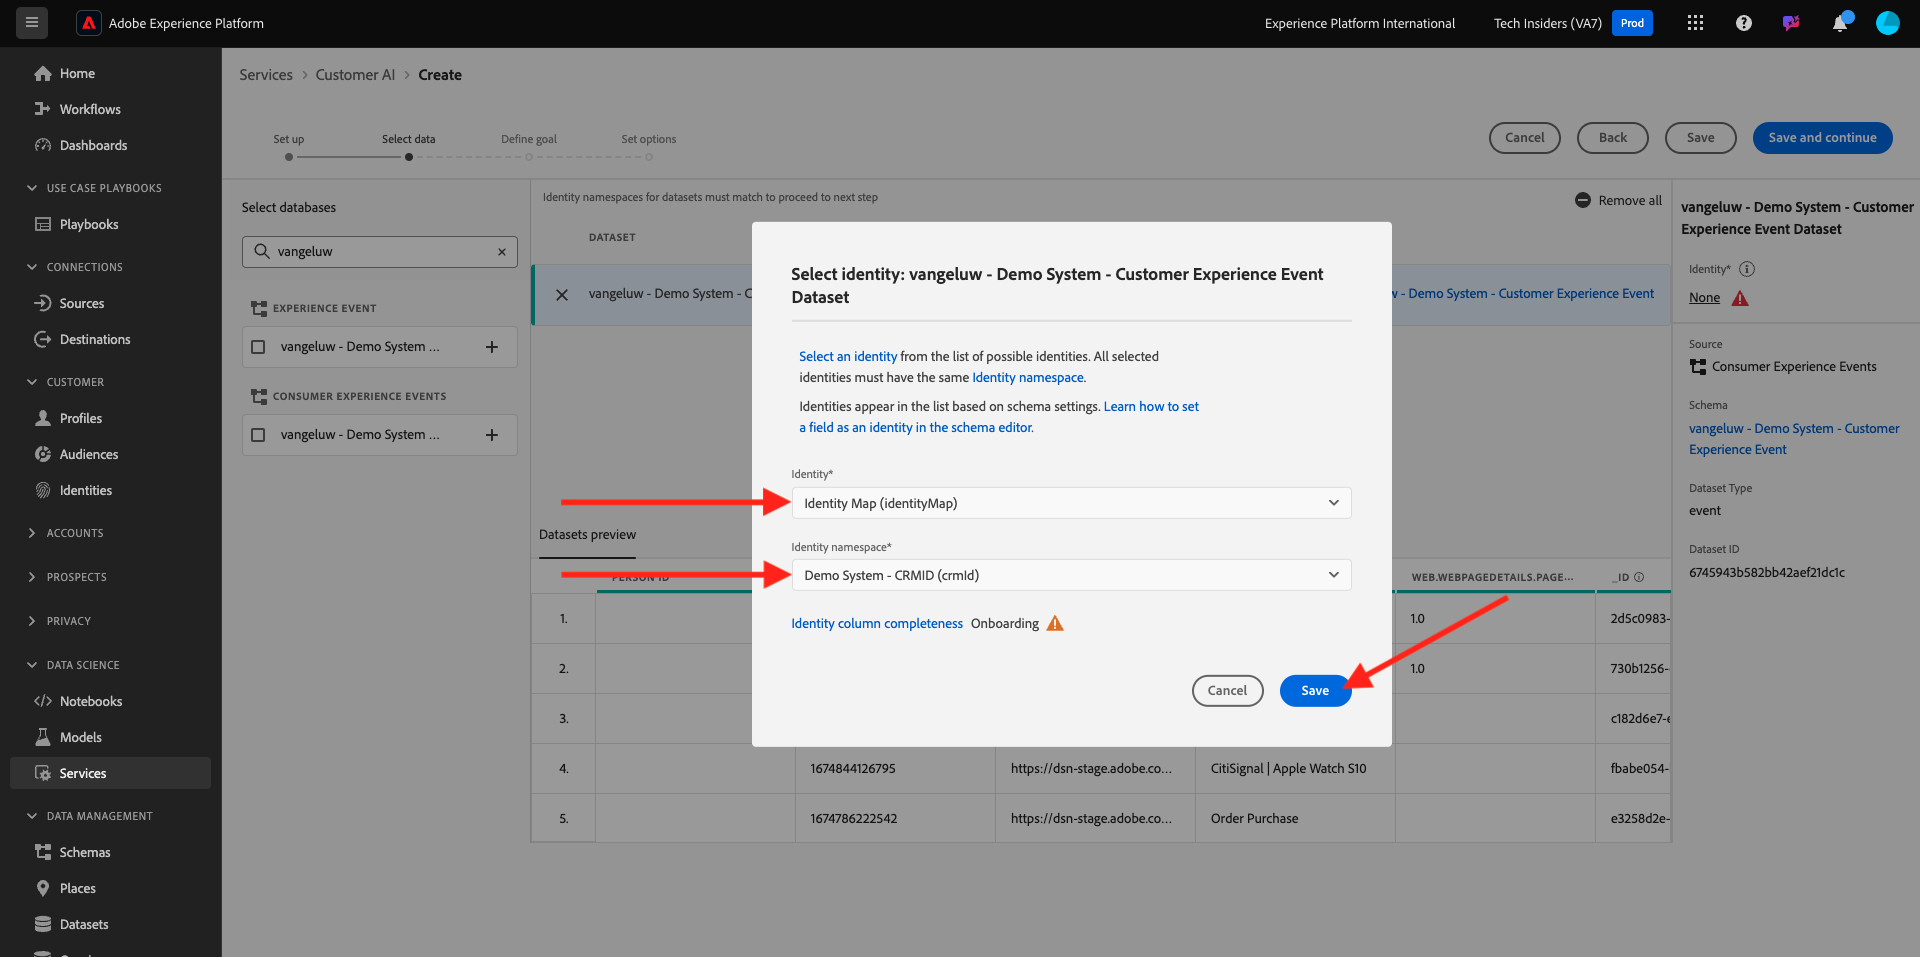 Adobe Experience Platform
Experience Platform International
Tech Insiders (VA7)
Prod
Home
Workflows
Dashboards
USE CASE PLAYBOOKS
Playbooks
CONNECTIONS
Sources
Destinations
CUSTOMER
Profiles
Audiences
Identities
ACCOUNTS
PROSPECTS
PRIVACY
DATA SCIENCE
Notebooks
Models
Services
DATA MANAGEMENT
Schemas
Places
Datasets
Services > Customer AI > Create
Set up
Select data
Define goal
Set options
Cancel
Back
Save
Save and continue
Select databases
vangeluw
EXPERIENCE EVENT
vangeluw - Demo System ...
CONSUMER EXPERIENCE EVENTS
vangeluw - Demo System ...
Identity namespaces for datasets must match to proceed to next step
Remove all
DATASET
vangeluw - Demo System - C
- Demo System - Customer Experience Event
Datasets preview
PERSON ID
WEB.WEBPAGEDETAILS.PAGE...
_ID
1.
1.0
2d5c0983-
2.
1.0
730b1256-
3.
c182d6e7-e
4.
1674844126795
https://dsn-stage.adobe.co...
CitiSignal | Apple Watch S10
fbabe054-
5.
1674786222542
https://dsn-stage.adobe.co...
Order Purchase
e3258d2e-
Select identity: vangeluw - Demo System - Customer Experience Event
Dataset
Select an identity from the list of possible identities. All selected
identities must have the same Identity namespace.
Identities appear in the list based on schema settings. Learn how to set
a field as an identity in the schema editor.
Identity*
Identity Map (identityMap)
Identity namespace*
Demo System - CRMID (crmId)
Identity column completeness Onboarding
Cancel
Save
vangeluw - Demo System - Customer
Experience Event Dataset
Identity*
None
Source
Consumer Experience Events
Schema
vangeluw - Demo System - Customer
Experience Event
Dataset Type
event
Dataset ID
6745943b582bb42aef21dc1c